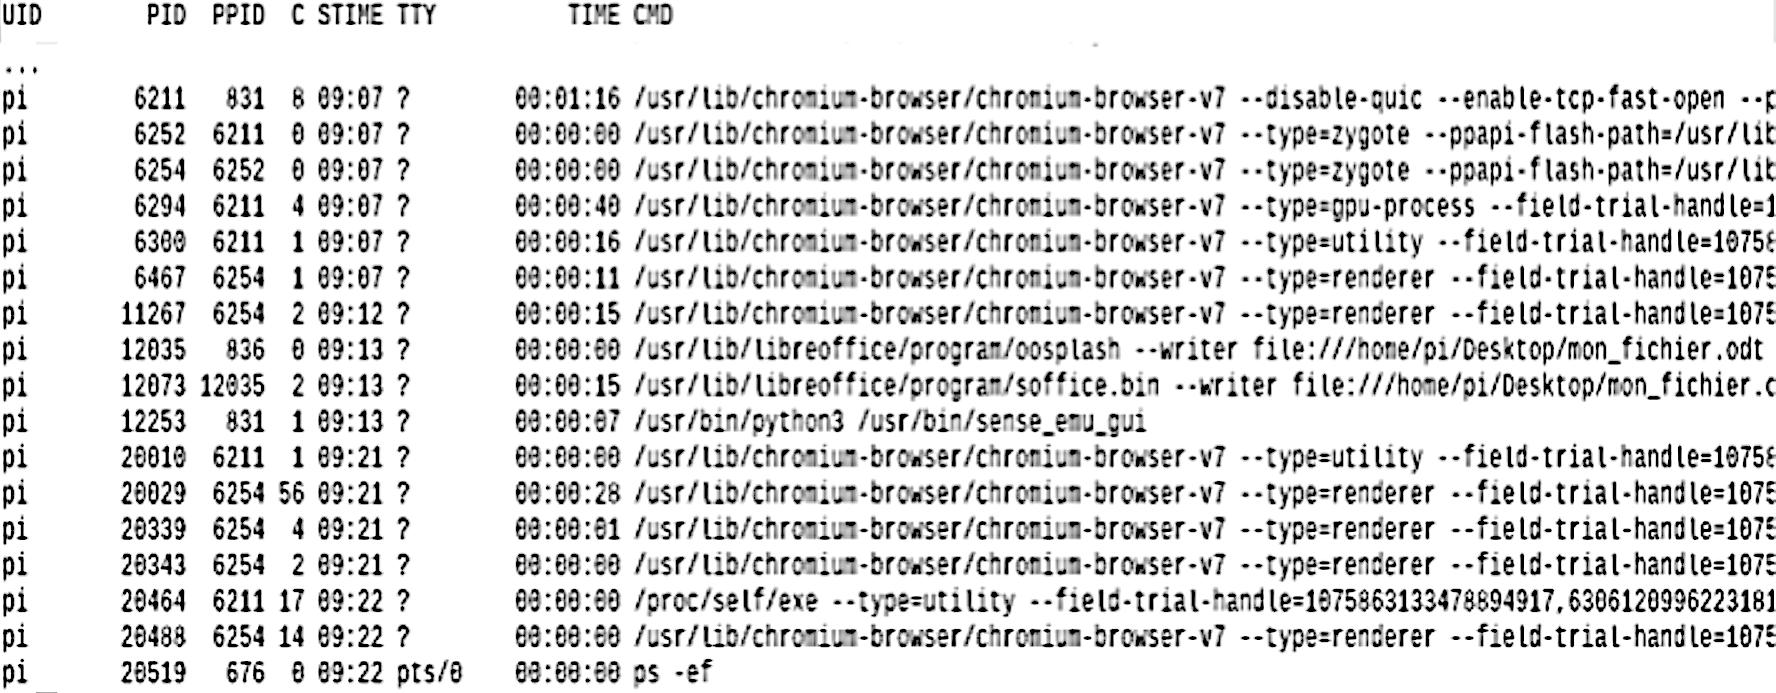 UID PID PPID C STIME TTY TIME CMD
...
pi 6211 831 8 09:07 ? 00:01:16 /usr/lib/chromium-browser/chromium-browser-v7 --disable-quic --enable-tcp-fast-open --p
pi 6252 6211 0 09:07 ? 00:00:00 /usr/lib/chromium-browser/chromium-browser-v7 --type=zygote --ppapi-flash-path=/usr/lib
pi 6254 6252 0 09:07 ? 00:00:00 /usr/lib/chromium-browser/chromium-browser-v7 --type=zygote --ppapi-flash-path=/usr/lib
pi 6294 6211 4 09:07 ? 00:00:40 /usr/lib/chromium-browser/chromium-browser-v7 --type=gpu-process --field-trial-handle=1
pi 6300 6211 1 09:07 ? 00:00:16 /usr/lib/chromium-browser/chromium-browser-v7 --type=utility --field-trial-handle=10758
pi 6467 6254 1 09:07 ? 00:00:11 /usr/lib/chromium-browser/chromium-browser-v7 --type=renderer --field-trial-handle=1075
pi 11267 6254 2 09:12 ? 00:00:15 /usr/lib/chromium-browser/chromium-browser-v7 --type=renderer --field-trial-handle=1075
pi 12035 836 0 09:13 ? 00:00:00 /usr/lib/libreoffice/program/oosplash --writer file:///home/pi/Desktop/mon_fichier.odt
pi 12073 12035 2 09:13 ? 00:00:15 /usr/lib/libreoffice/program/soffice.bin --writer file:///home/pi/Desktop/mon_fichier.o
pi 12253 831 1 09:13 ? 00:00:07 /usr/bin/python3 /usr/bin/sense_emu_gui
pi 20010 6211 1 09:21 ? 00:00:00 /usr/lib/chromium-browser/chromium-browser-v7 --type=utility --field-trial-handle=10758
pi 20029 6254 56 09:21 ? 00:00:28 /usr/lib/chromium-browser/chromium-browser-v7 --type=renderer --field-trial-handle=1075
pi 20339 6254 4 09:21 ? 00:00:01 /usr/lib/chromium-browser/chromium-browser-v7 --type=renderer --field-trial-handle=1075
pi 20343 6254 2 09:21 ? 00:00:00 /usr/lib/chromium-browser/chromium-browser-v7 --type=renderer --field-trial-handle=1075
pi 20464 6211 17 09:22 ? 00:00:00 /proc/self/exe --type=utility --field-trial-handle=1075863133478894917,6306120996223181
pi 20488 6254 14 09:22 ? 00:00:00 /usr/lib/chromium-browser/chromium-browser-v7 --type=renderer --field-trial-handle=1075
pi 20519 676 0 09:22 pts/0 00:00:00 ps -ef